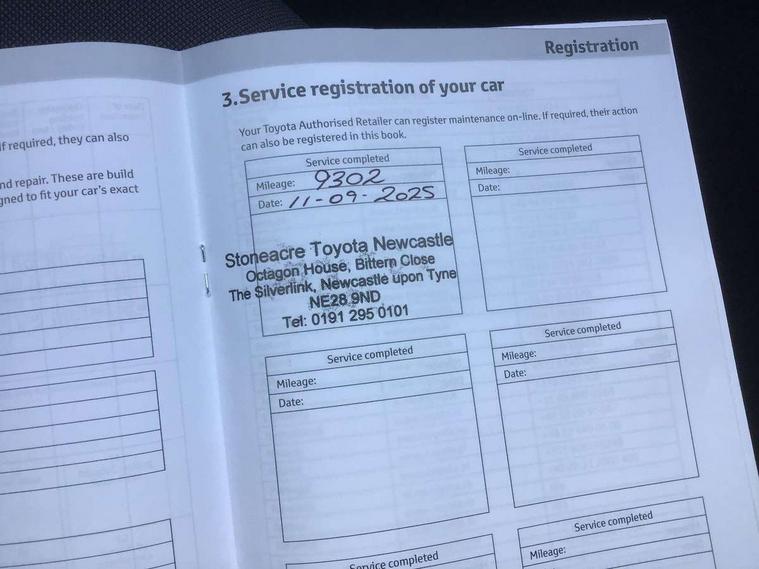 Registration
3.Service registration of your car
Your Toyota Authorised Retailer can register maintenance on-line. If required, their action
can also be registered in this book.
Service completed
Mileage: 9302
Date: 11-09-2025
Stoneacre Toyota Newcastle
Octagon House, Bittern Close
The Silverlink, Newcastle upon Tyne
NE28 9ND
Tel: 0191 295 0101
Service completed
Mileage:
Date:
Service completed
Mileage:
Date:
Service completed
Mileage:
Date:
Service completed
Service completed
Mileage:
f required, they can also
nd repair. These are build
gned to fit your car's exact